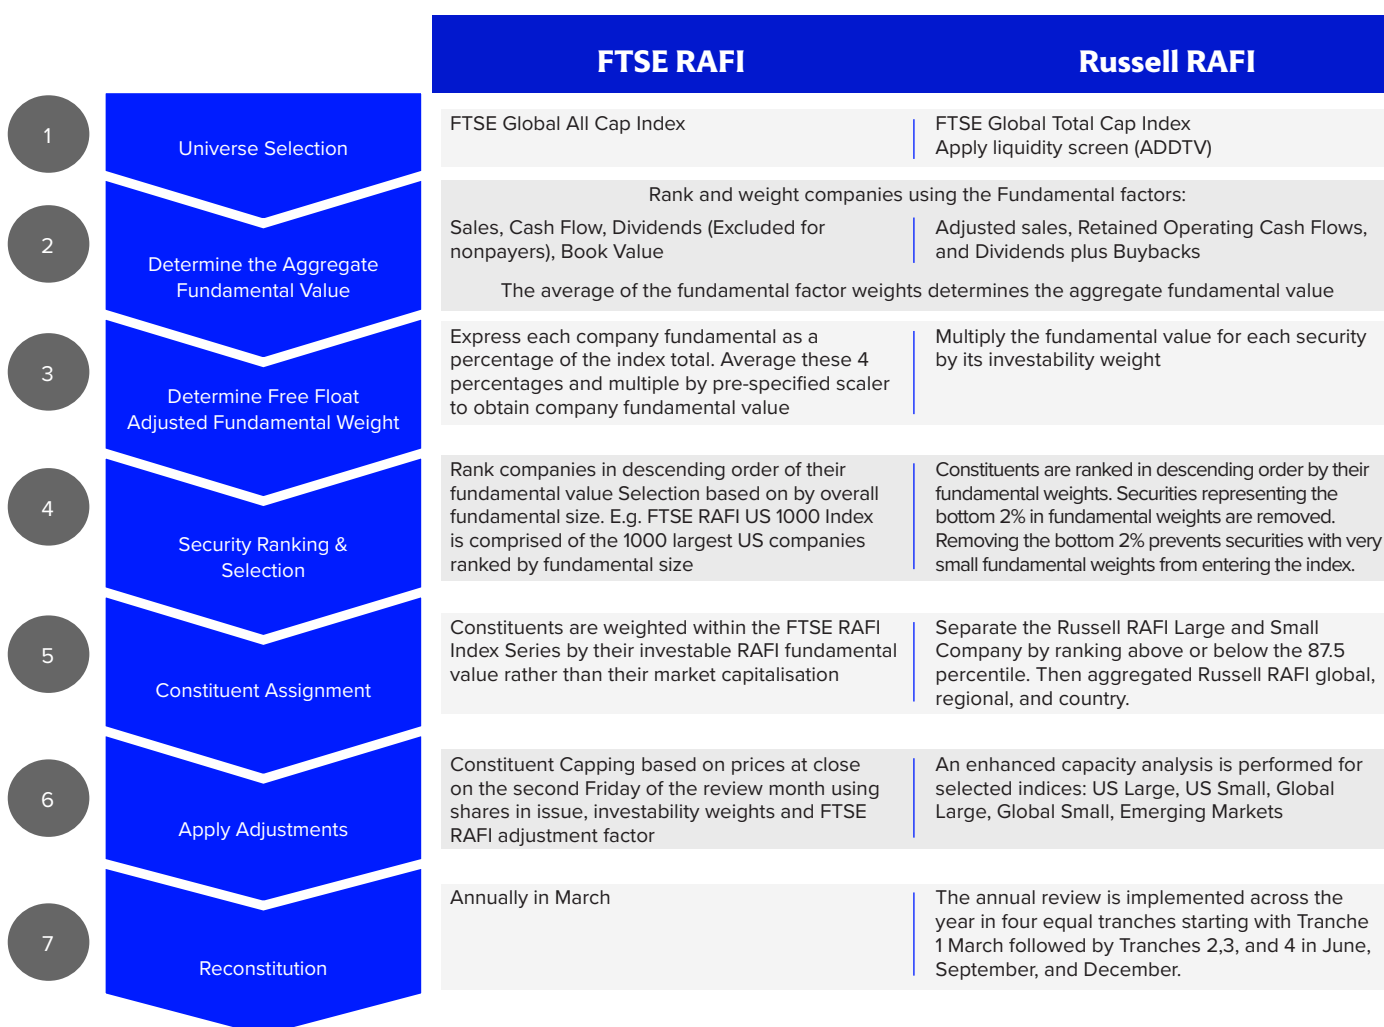 FTSE RAFI
Russell RAFI
1
Universe Selection
FTSE Global All Cap Index
FTSE Global Total Cap Index
Apply liquidity screen (ADDTV)
2
Determine the Aggregate
Fundamental Value
Rank and weight companies using the Fundamental factors:
Sales, Cash Flow, Dividends (Excluded for
nonpayers), Book Value
Adjusted sales, Retained Operating Cash Flows,
and Dividends plus Buybacks
The average of the fundamental factor weights determines the aggregate fundamental value
3
Determine Free Float
Adjusted Fundamental Weight
Express each company fundamental as a
percentage of the index total. Average these 4
percentages and multiple by pre-specified scaler
to obtain company fundamental value
Multiply the fundamental value for each security
by its investability weight
4
Security Ranking &
Selection
Rank companies in descending order of their
fundamental value Selection based on by overall
fundamental size. E.g. FTSE RAFI US 1000 Index
is comprised of the 1000 largest US companies
ranked by fundamental size
Constituents are ranked in descending order by their
fundamental weights. Securities representing the
bottom 2% in fundamental weights are removed.
Removing the bottom 2% prevents securities with very
small fundamental weights from entering the index.
5
Constituent Assignment
Constituents are weighted within the FTSE RAFI
Index Series by their investable RAFI fundamental
value rather than their market capitalisation
Separate the Russell RAFI Large and Small
Company by ranking above or below the 87.5
percentile. Then aggregated Russell RAFI global,
regional, and country.
6
Apply Adjustments
Constituent Capping based on prices at close
on the second Friday of the review month using
shares in issue, investability weights and FTSE
RAFI adjustment factor
An enhanced capacity analysis is performed for
selected indices: US Large, US Small, Global
Large, Global Small, Emerging Markets
7
Reconstitution
Annually in March
The annual review is implemented across the
year in four equal tranches starting with Tranche
1 March followed by Tranches 2,3, and 4 in June,
September, and December.